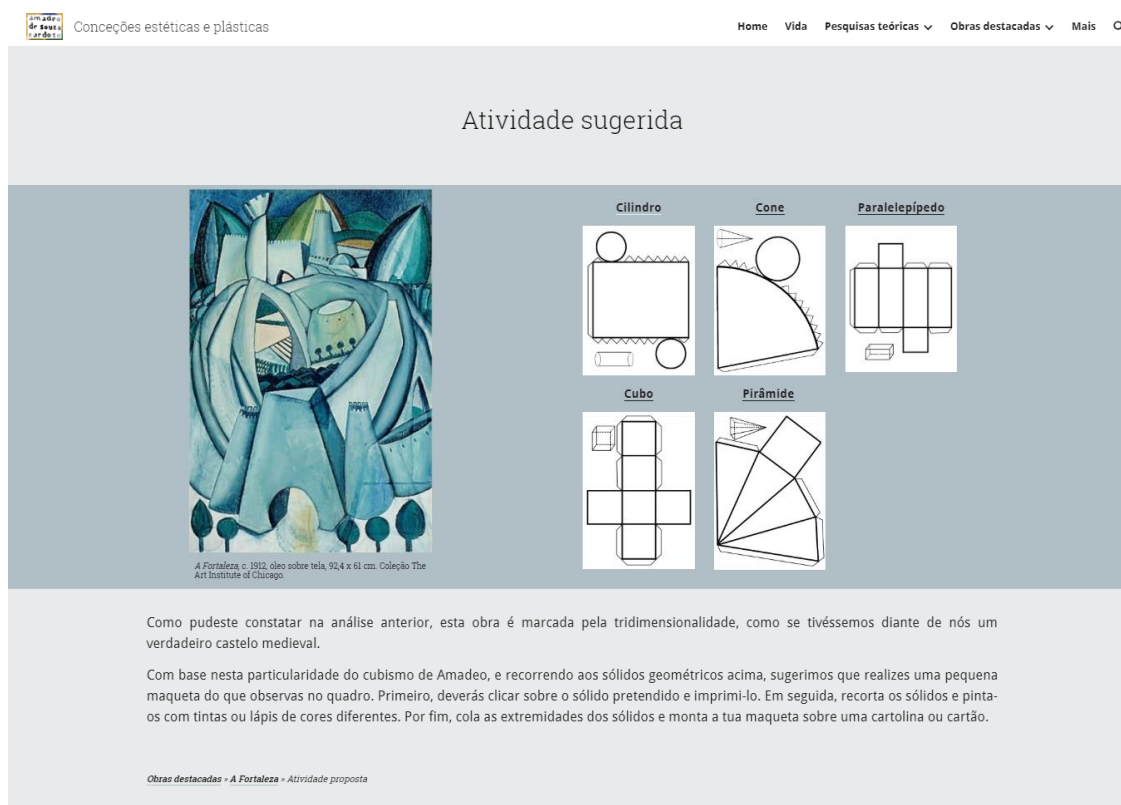 amadeo
de souza
cardoso
Conceções estéticas e plásticas
Home Vida Pesquisas teóricas Obras destacadas Mais
Atividade sugerida
Cilindro Cone Paralelepípedo
Cubo Pirâmide
A Fortaleza, c. 1912, óleo sobre tela, 92,4 x 61 cm. Coleção The
Art Institute of Chicago.
Como pudeste constatar na análise anterior, esta obra é marcada pela tridimensionalidade, como se tivéssemos diante de nós um
verdadeiro castelo medieval.
Com base nesta particularidade do cubismo de Amadeo, e recorrendo aos sólidos geométricos acima, sugerimos que realizes uma pequena
maqueta do que observas no quadro. Primeiro, deverás clicar sobre o sólido pretendido e imprimi-lo. Em seguida, recorta os sólidos e pinta-
os com tintas ou lápis de cores diferentes. Por fim, cola as extremidades dos sólidos e monta a tua maqueta sobre uma cartolina ou cartão.
Obras destacadas » A Fortaleza » Atividade proposta